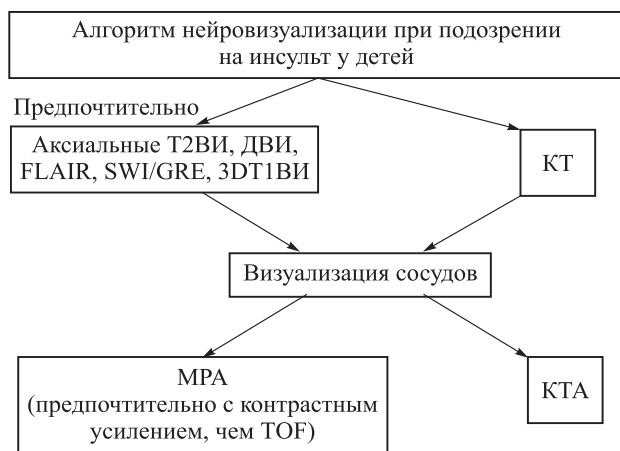 Алгоритм нейровизуализации при подозрении
на инсульт у детей
Предпочтительно
Аксиальные Т2ВИ, ДВИ,
FLAIR, SWI/GRE, 3DT1ВИ
КТ
Визуализация сосудов
МРА
(предпочтительно с контрастным
усилением, чем TOF)
КТА